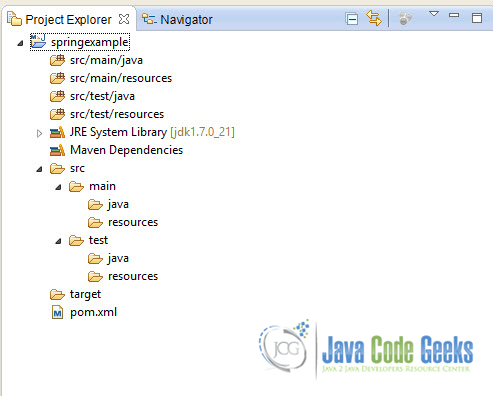 Project Explorer Navigator
springexample
src/main/java
src/main/resources
src/test/java
src/test/resources
JRE System Library [jdk1.7.0_21]
Maven Dependencies
src
main
java
resources
test
java
resources
target
pom.xml
JCG
Java Code Geeks
JAVA 2 JAVA DEVELOPERS RESOURCE CENTER